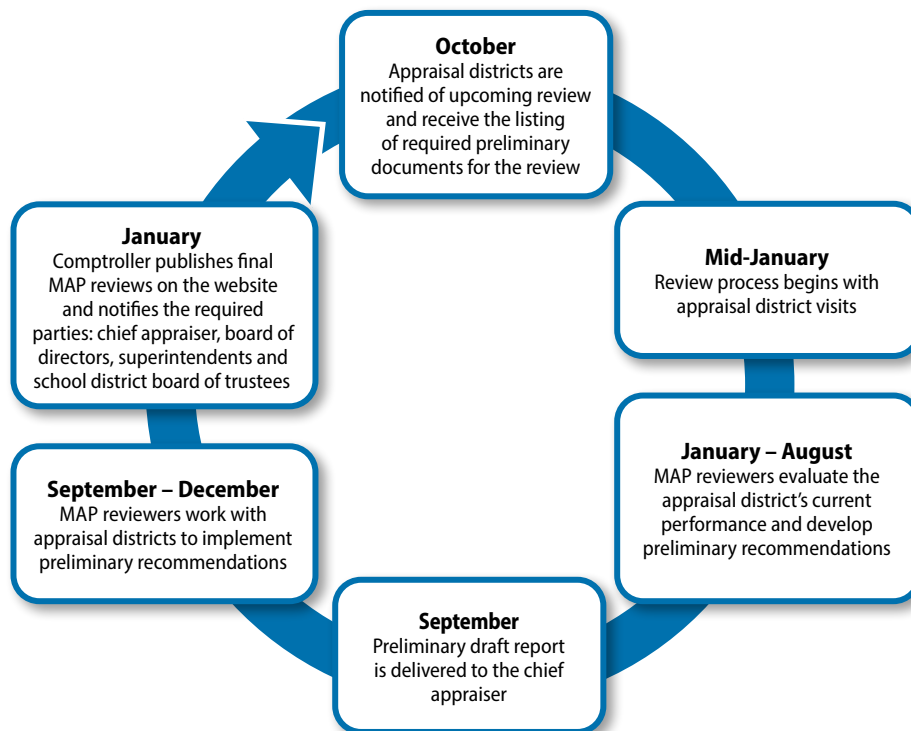 October
Appraisal districts are
notified of upcoming review
and receive the listing
of required preliminary
documents for the review
Mid-January
Review process begins with
appraisal district visits
January – August
MAP reviewers evaluate the
appraisal district’s current
performance and develop
preliminary recommendations
September
Preliminary draft report
is delivered to the chief
appraiser
September – December
MAP reviewers work with
appraisal districts to implement
preliminary recommendations
January
Comptroller publishes final
MAP reviews on the website
and notifies the required
parties: chief appraiser, board of
directors, superintendents and
school district board of trustees